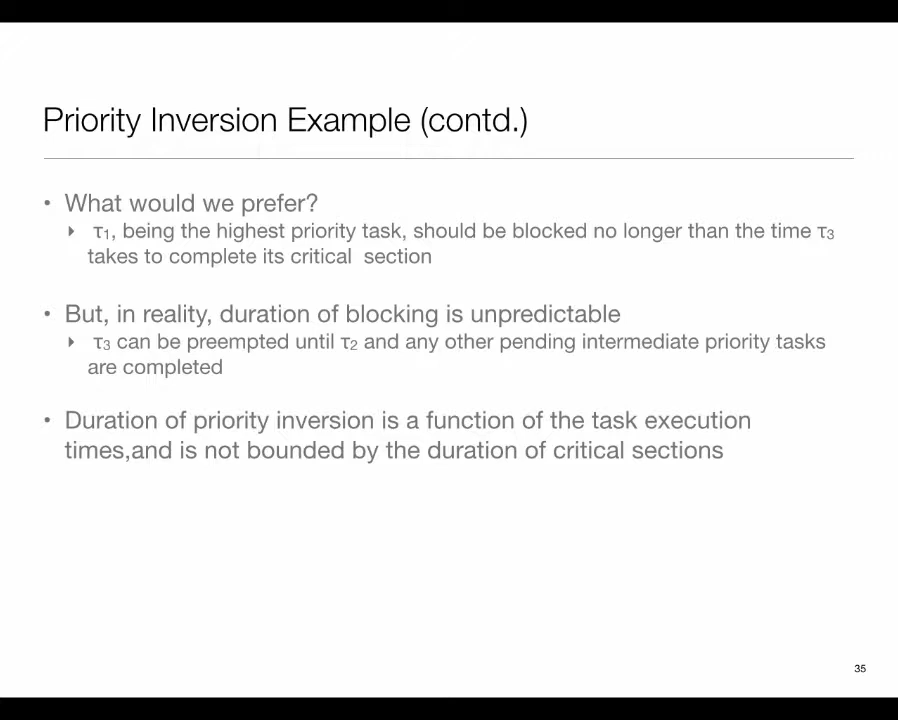 Priority Inversion Example (contd.)
• What would we prefer?
‣ τ₁, being the highest priority task, should be blocked no longer than the time τ₃
takes to complete its critical section
• But, in reality, duration of blocking is unpredictable
‣ τ₃ can be preempted until τ₂ and any other pending intermediate priority tasks
are completed
• Duration of priority inversion is a function of the task execution
times,and is not bounded by the duration of critical sections
35